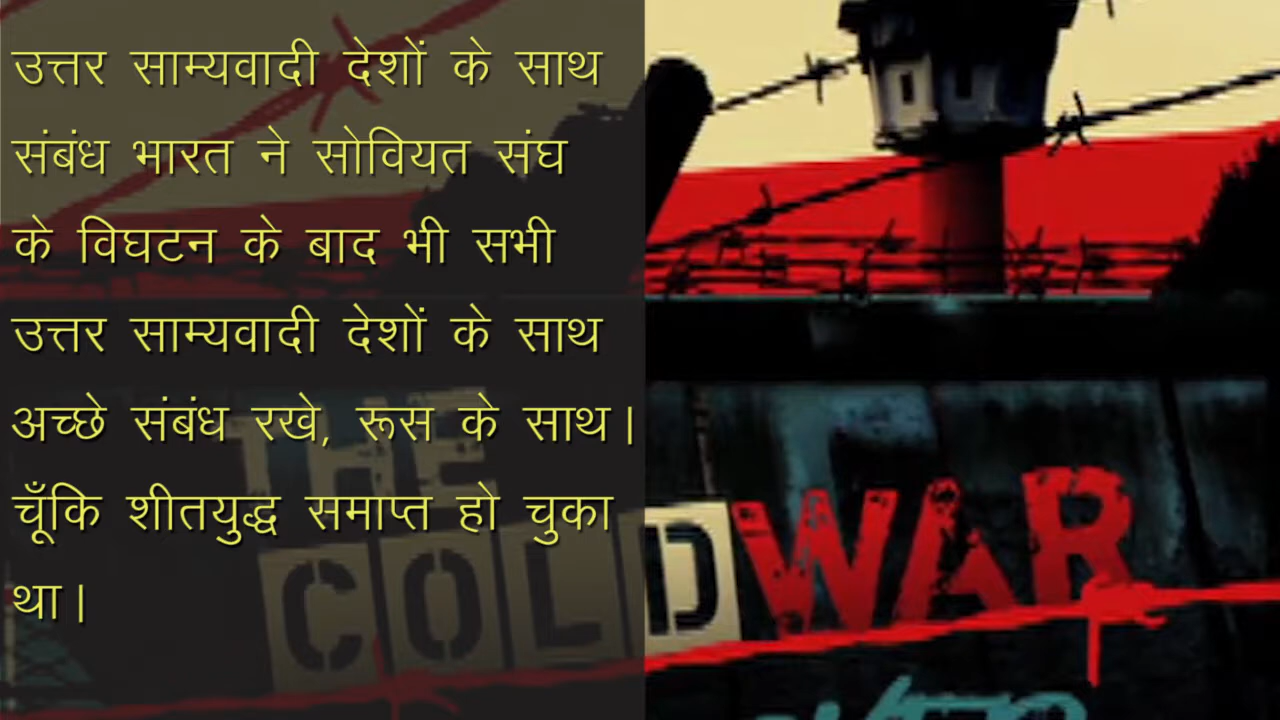 उत्तर साम्यवादी देशों के साथ
संबंध भारत ने सोवियत संघ
के विघटन के बाद भी सभी
उत्तर साम्यवादी देशों के साथ
अच्छे संबंध रखे, रूस के साथ।
चूँकि शीतयुद्ध समाप्त हो चुका
था।
THE
COLD WAR